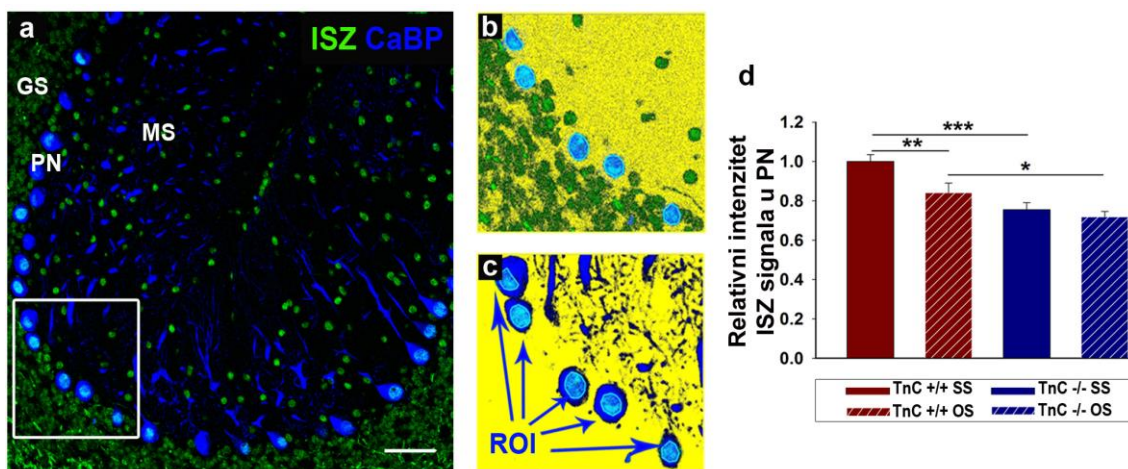 a
ISZ CaBP
GS
MS
PN
b
c
ROI
d
Relativni intenzitet
ISZ signala u PN
***
**
*
1.2
1.0
0.8
0.6
0.4
0.2
0.0
TnC +/+ SS
TnC -/- SS
TnC +/+ OS
TnC -/- OS